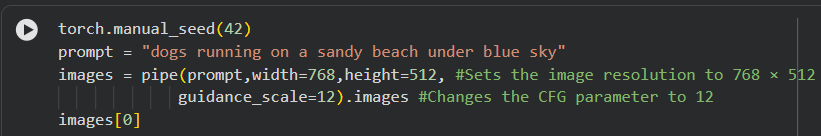 torch.manual_seed(42)
prompt = "dogs running on a sandy beach under blue sky"
images = pipe(prompt,width=768,height=512, #Sets the image resolution to 768 × 512
guidance_scale=12).images #Changes the CFG parameter to 12
images[0]